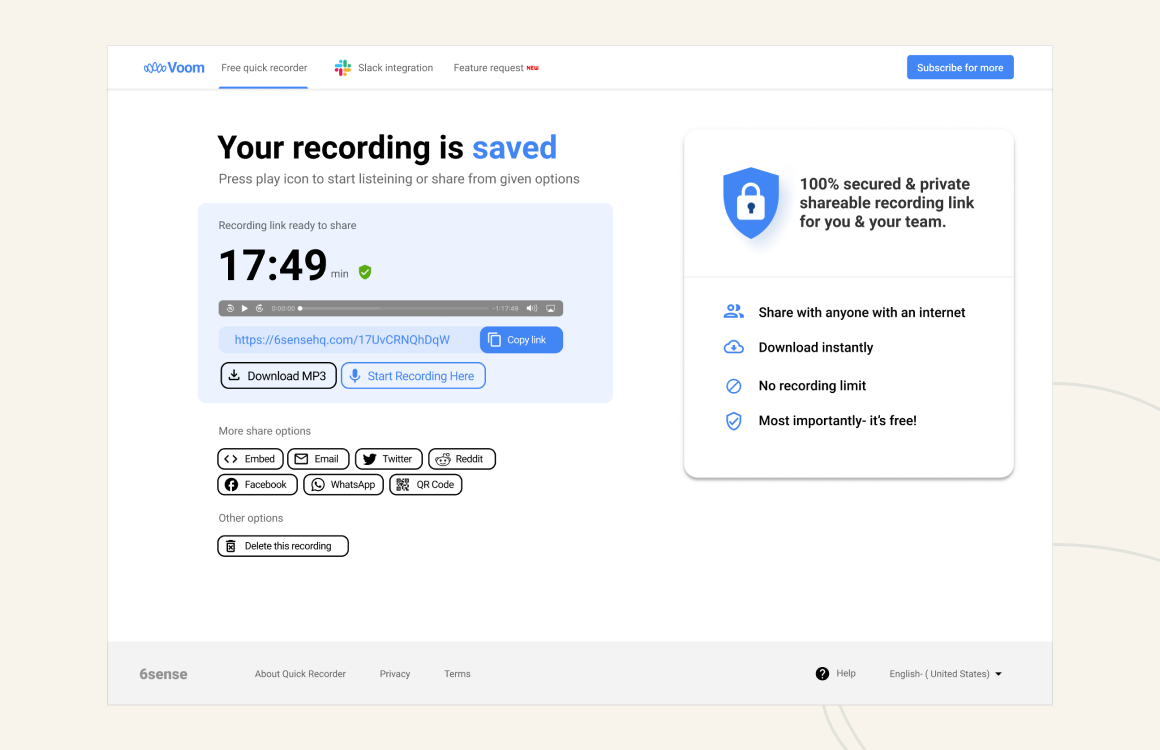 Voom
Free quick recorder
Slack integration
Feature request NEW
Subscribe for more
Your recording is saved
Press play icon to start listeining or share from given options
Recording link ready to share
17:49 min
0:00:00
-1:17:49
https://6sensehq.com/17UvCRNQhDqW
Copy link
Download MP3
Start Recording Here
More share options
Embed
Email
Twitter
Reddit
Facebook
WhatsApp
QR Code
Other options
Delete this recording
100% secured & private
shareable recording link
for you & your team.
Share with anyone with an internet
Download instantly
No recording limit
Most importantly- it’s free!
6sense
About Quick Recorder
Privacy
Terms
Help
English- ( United States)